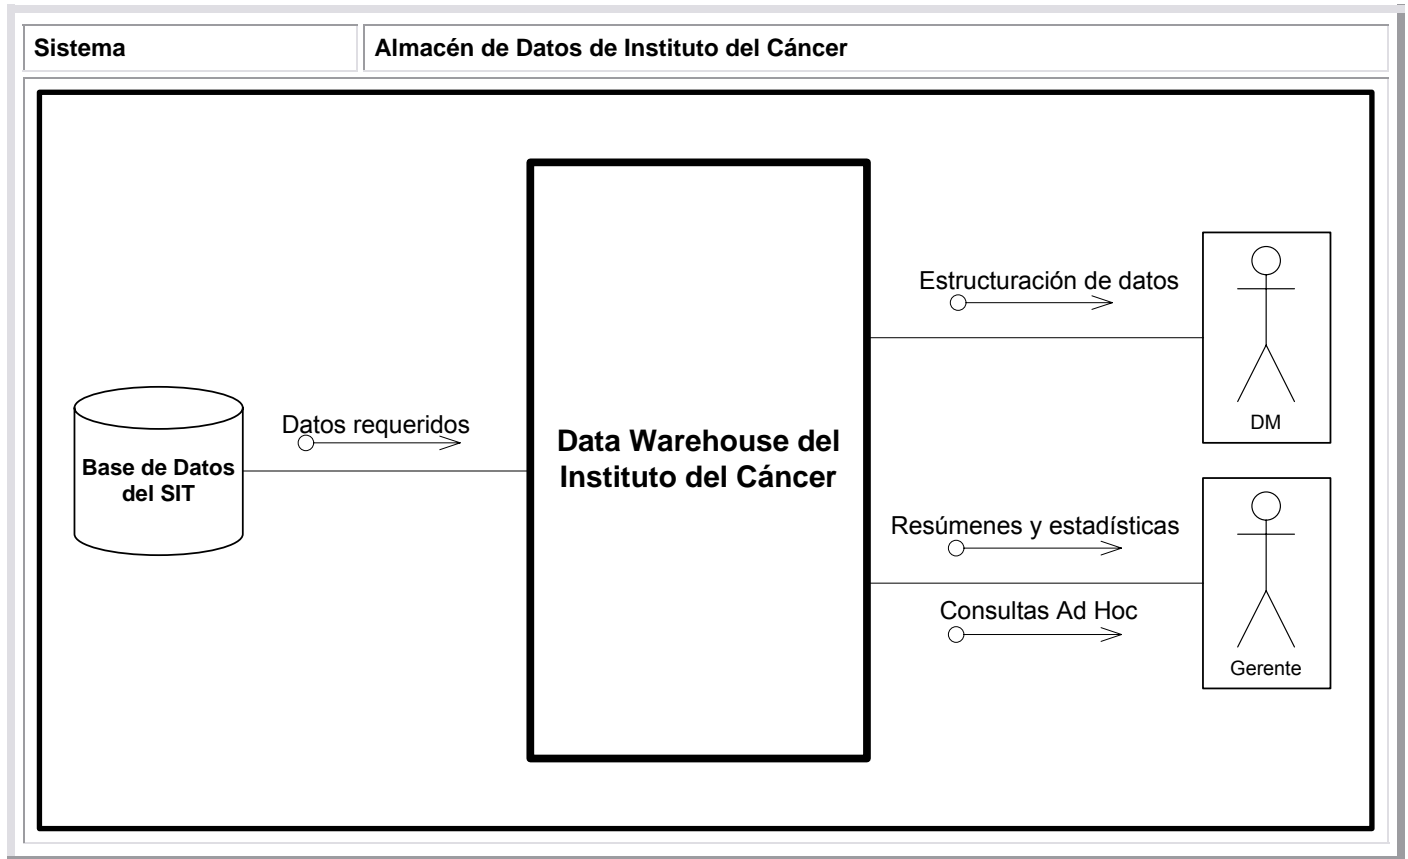 Sistema
Almacén de Datos de Instituto del Cáncer
Estructuración de datos
DM
Datos requeridos
Base de Datos
del SIT
Data Warehouse del
Instituto del Cáncer
Resúmenes y estadísticas
Consultas Ad Hoc
Gerente